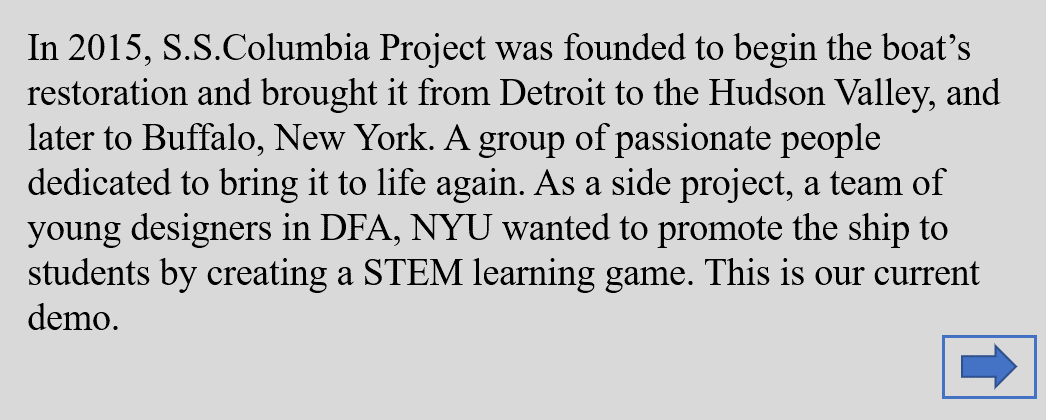 In 2015, S.S.Columbia Project was founded to begin the boat’s
restoration and brought it from Detroit to the Hudson Valley, and
later to Buffalo, New York. A group of passionate people
dedicated to bring it to life again. As a side project, a team of
young designers in DFA, NYU wanted to promote the ship to
students by creating a STEM learning game. This is our current
demo.